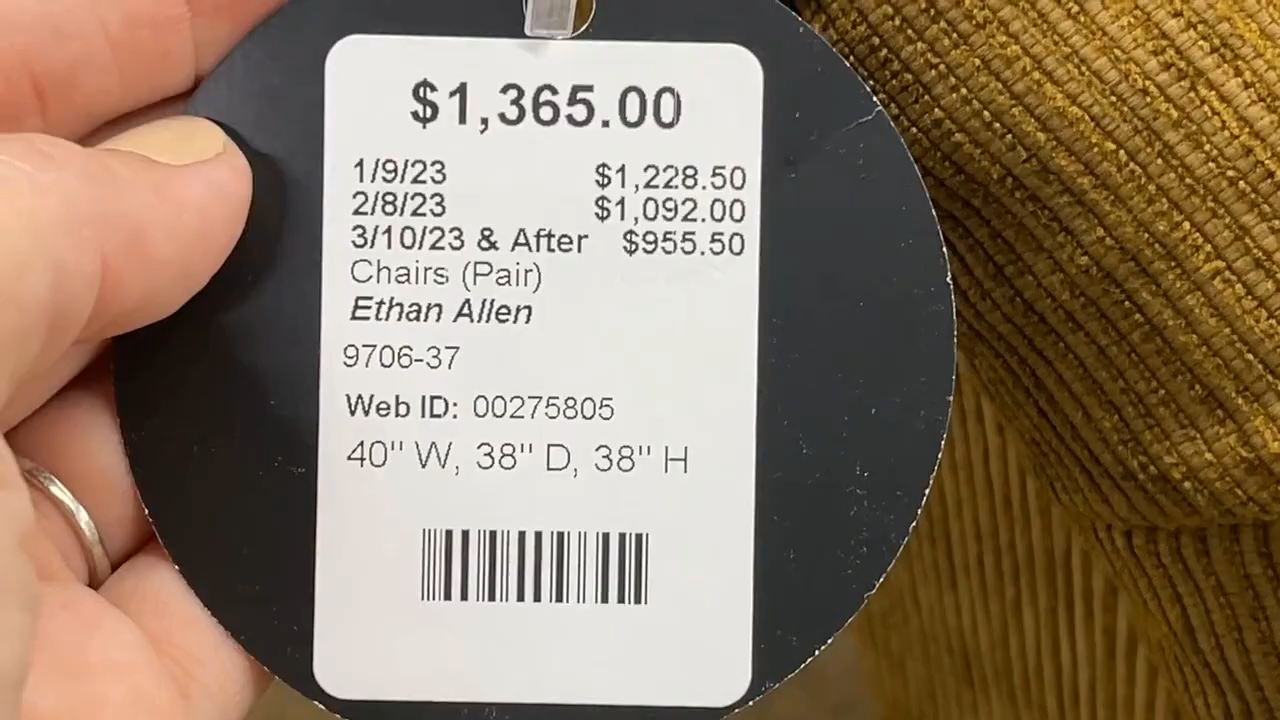 $1,365.00
1/9/23 $1,228.50
2/8/23 $1,092.00
3/10/23 & After $955.50
Chairs (Pair)
Ethan Allen
9706-37
Web ID: 00275805
40" W, 38" D, 38" H